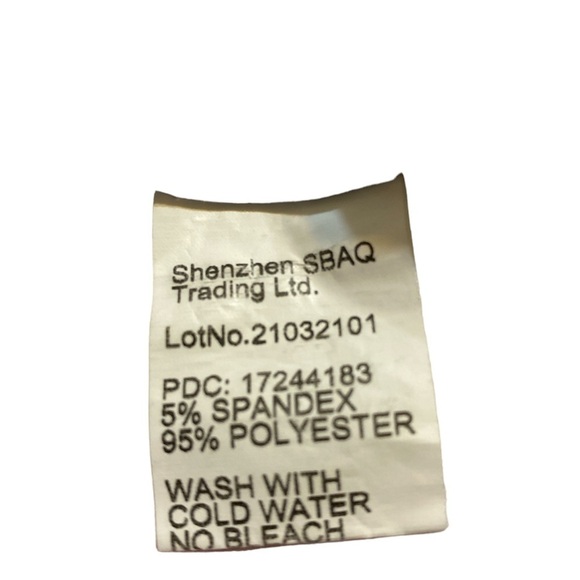 Shenzhen SBAQ
Trading Ltd.
LotNo.21032101
PDC: 17244183
5% SPANDEX
95% POLYESTER
WASH WITH
COLD WATER
NO BLEACH